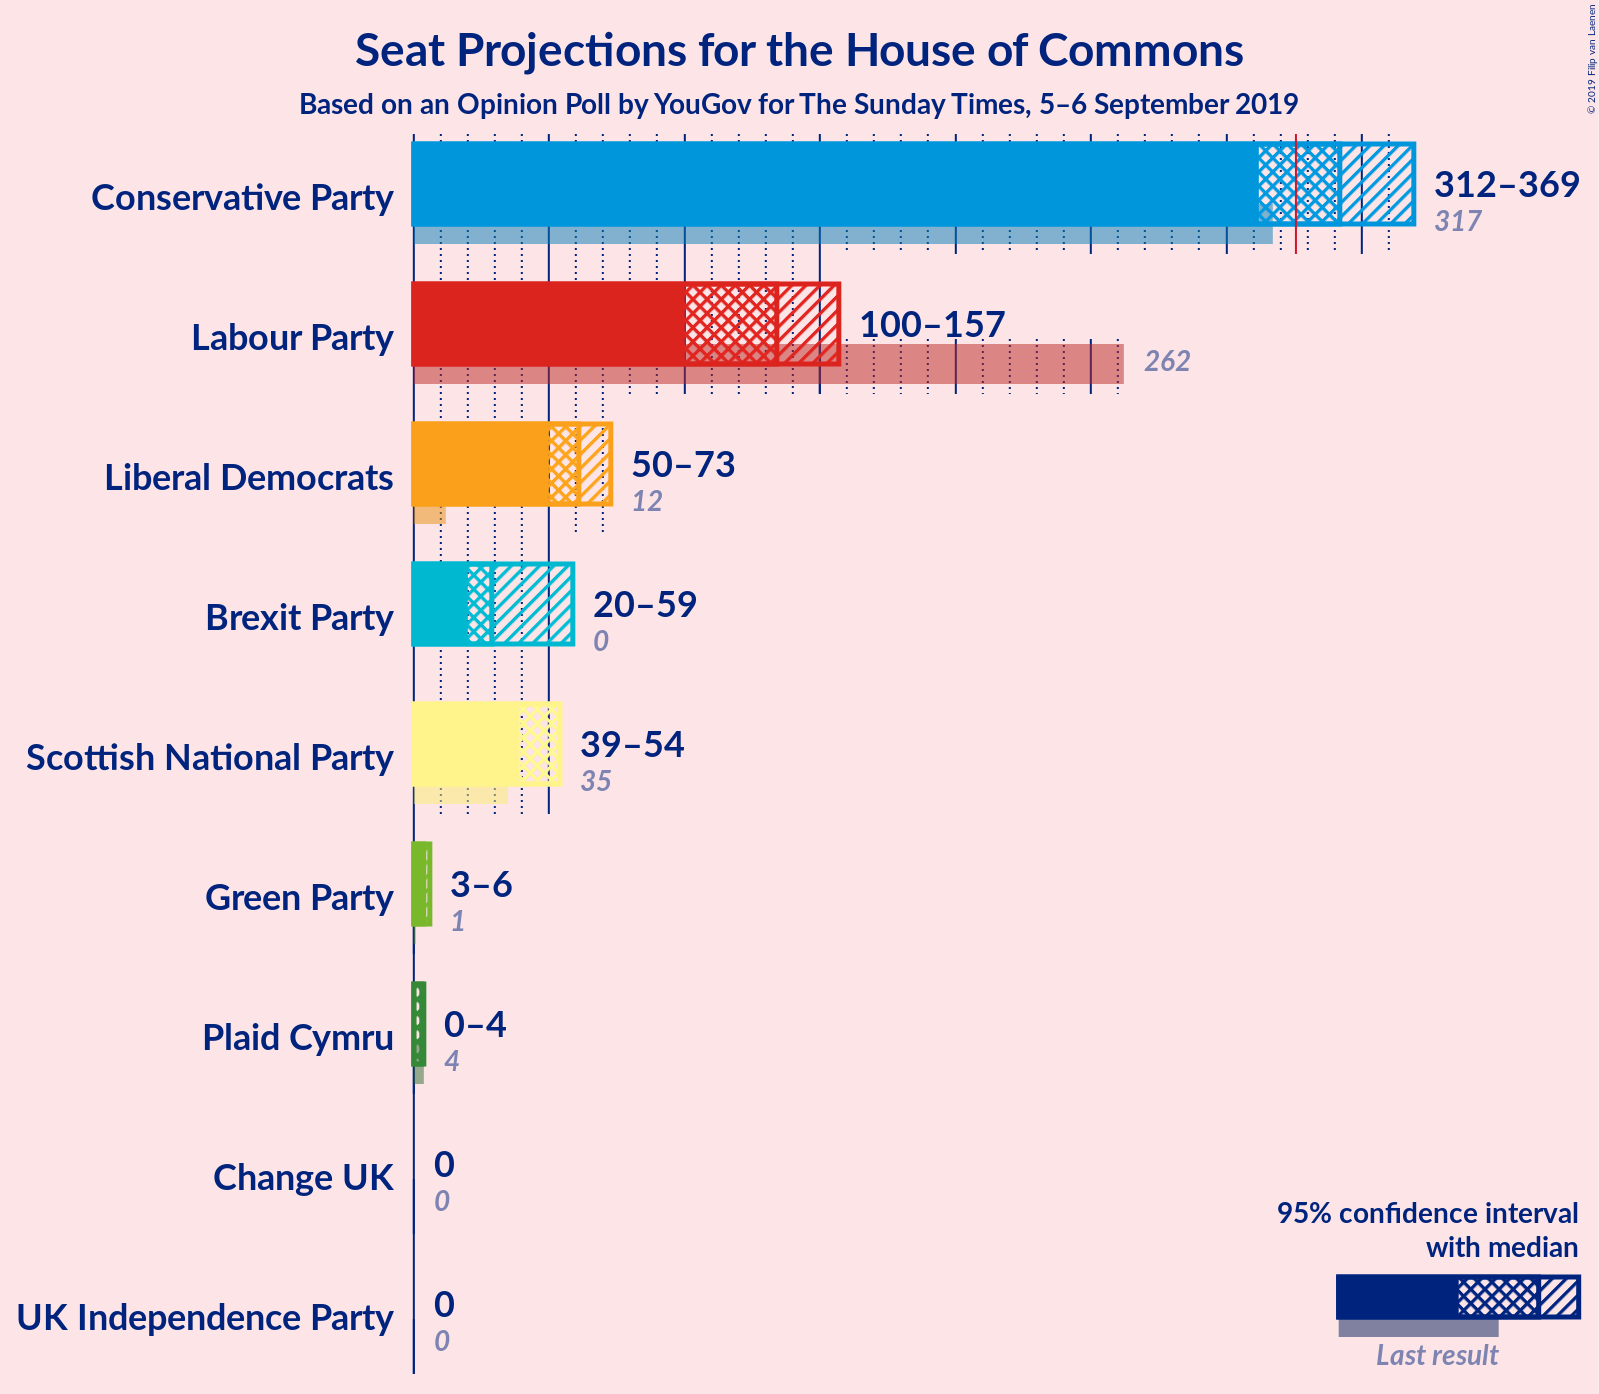 Seat Projections for the House of Commons
Based on an Opinion Poll by YouGov for The Sunday Times, 5–6 September 2019
© 2019 Filip van Laenen
Conservative Party
312–369
317
Labour Party
100–157
262
Liberal Democrats
50–73
12
Brexit Party
20–59
0
Scottish National Party
39–54
35
Green Party
3–6
1
Plaid Cymru
0–4
4
Change UK
0
0
UK Independence Party
0
0
95% confidence interval
with median
Last result